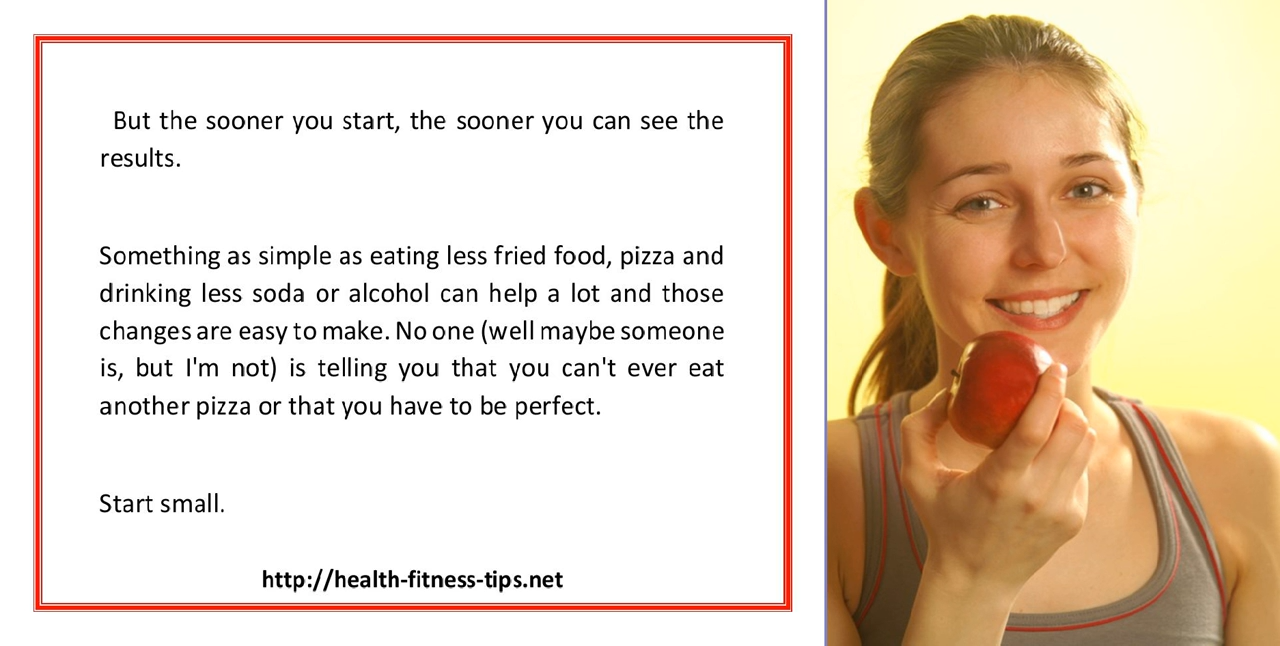 But the sooner you start, the sooner you can see the
results.
Something as simple as eating less fried food, pizza and
drinking less soda or alcohol can help a lot and those
changes are easy to make. No one (well maybe someone
is, but I'm not) is telling you that you can't ever eat
another pizza or that you have to be perfect.
Start small.
http://health-fitness-tips.net